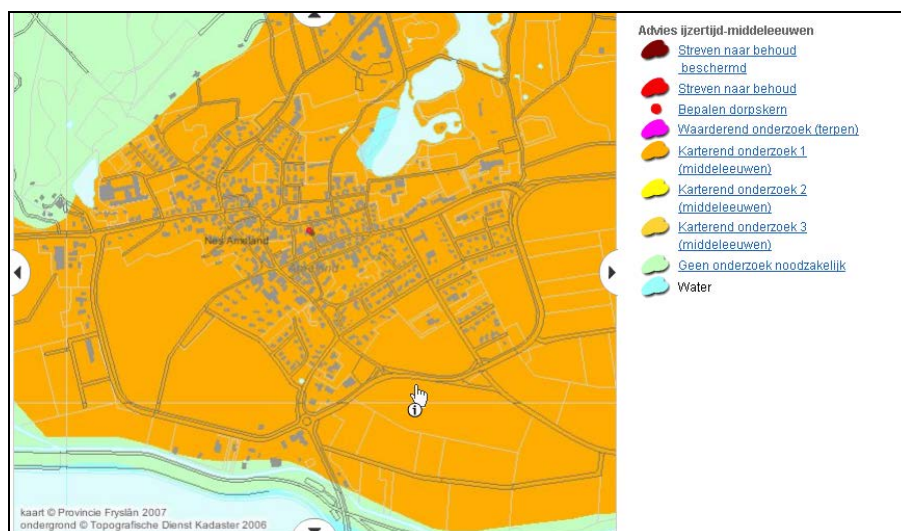 Advies ijzertijd-middeleeuwen
Streven naar behoud
beschermd
Streven naar behoud
Bepalen dorpskern
Waarderend onderzoek (terpen)
Karterend onderzoek 1
(middeleeuwen)
Karterend onderzoek 2
(middeleeuwen)
Karterend onderzoek 3
(middeleeuwen)
Geen onderzoek noodzakelijk
Water
Nes Ameland
kaart © Provincie Fryslân 2007
ondergrond © Topografische Dienst Kadaster 2006